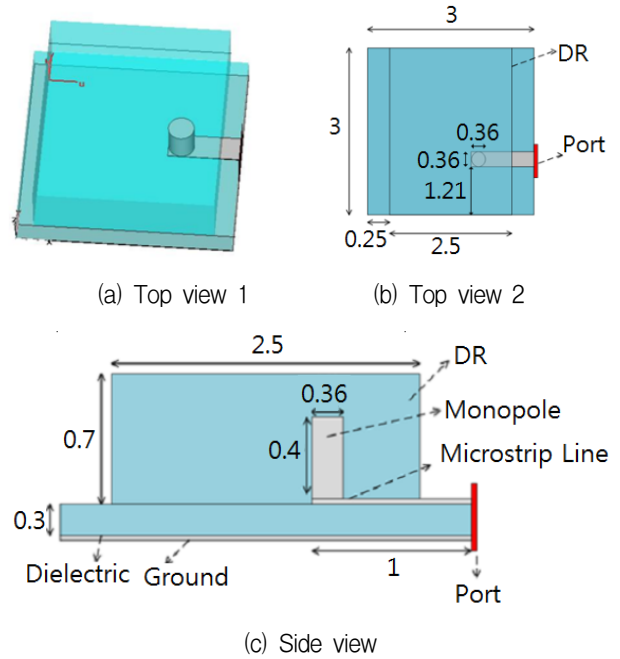 3
DR
3
0.36
0.36
Port
1.21
0.25
2.5
(a) Top view 1
(b) Top view 2
2.5
DR
0.36
Monopole
0.7
0.4
Microstrip Line
0.3
Dielectric
Ground
1
Port
(c) Side view